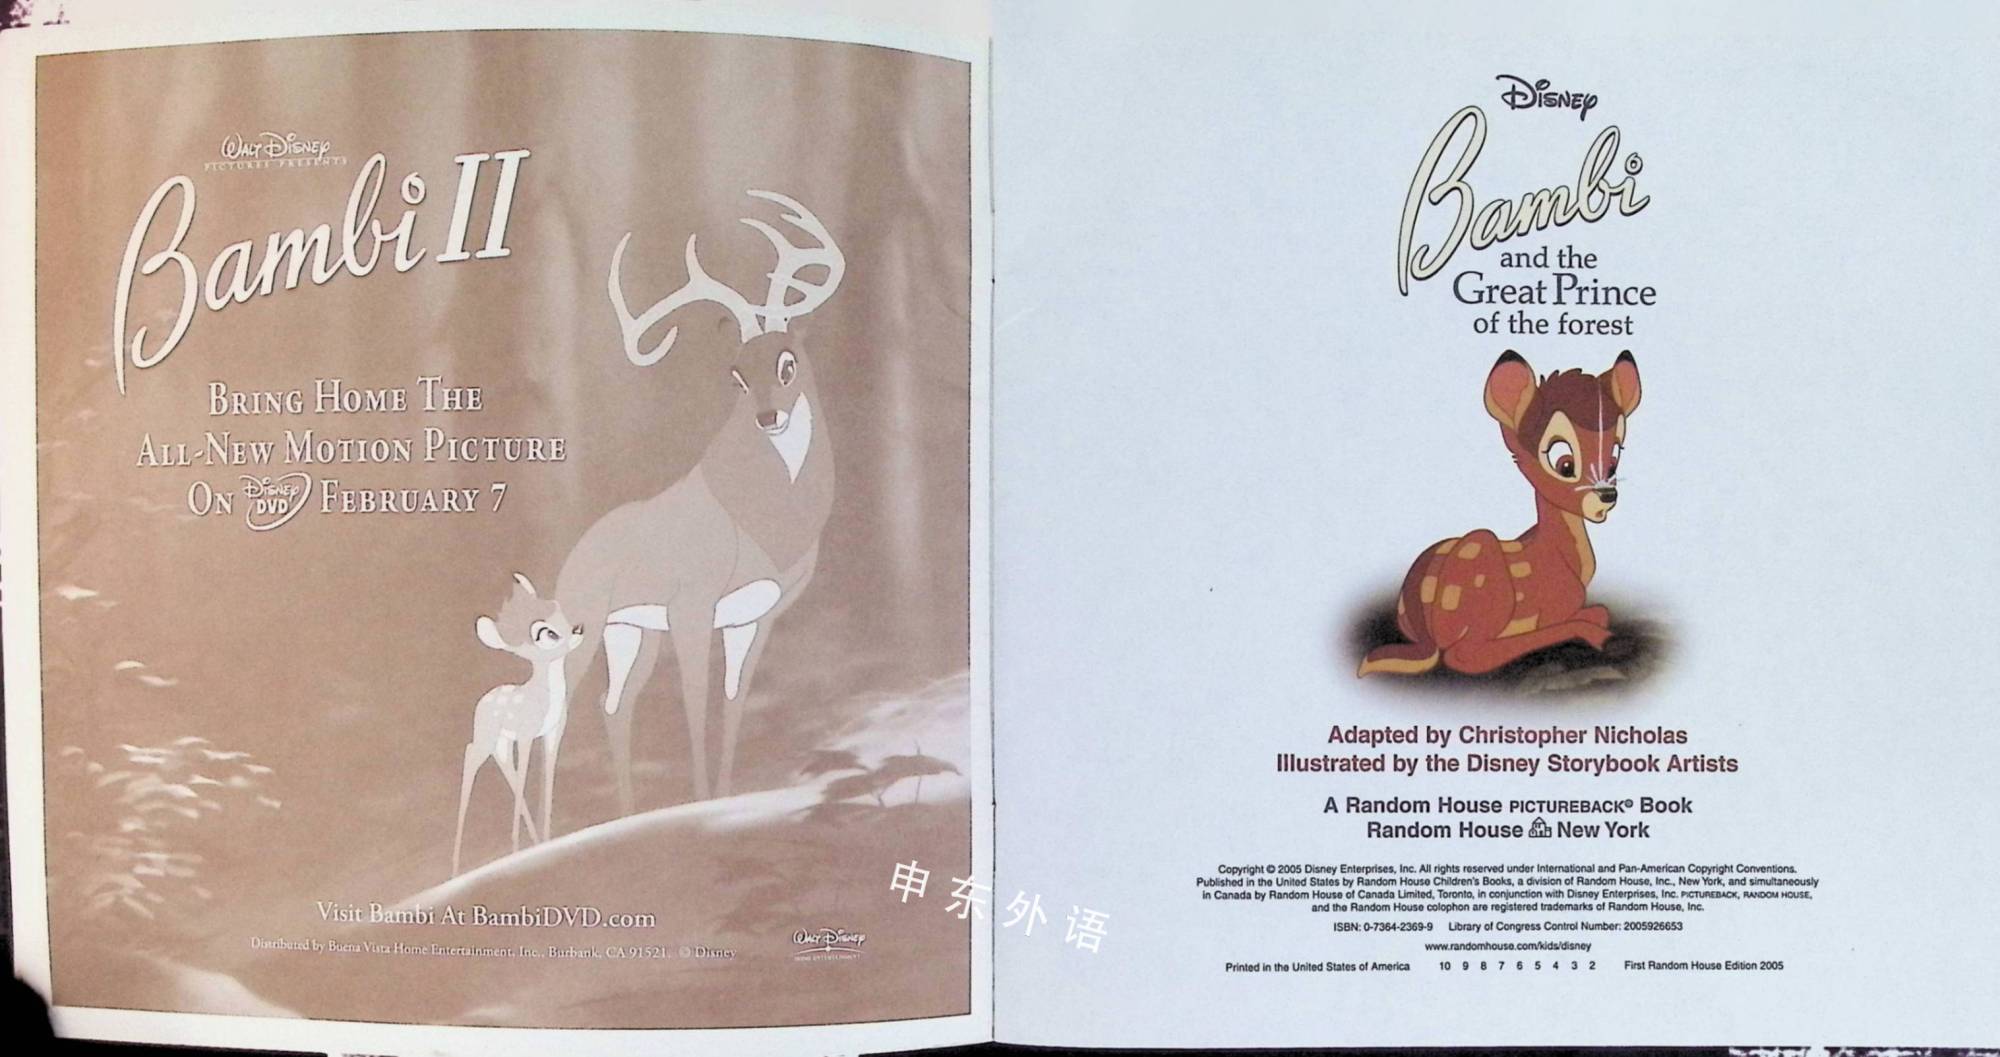 WALT DISNEY
PICTURES PRESENTS
Bambi II
BRING HOME THE
ALL-NEW MOTION PICTURE
ON DISNEY DVD FEBRUARY 7
Visit Bambi At BambiDVD.com
Distributed by Buena Vista Home Entertainment, Inc., Burbank, CA 91521. © Disney
WALT DISNEY
HOME ENTERTAINMENT
申东外语
DISNEY
Bambi
and the
Great Prince
of the forest
Adapted by Christopher Nicholas
Illustrated by the Disney Storybook Artists
A Random House PICTUREBACK® Book
Random House New York
Copyright © 2005 Disney Enterprises, Inc. All rights reserved under International and Pan-American Copyright Conventions.
Published in the United States by Random House Children's Books, a division of Random House, Inc., New York, and simultaneously
in Canada by Random House of Canada Limited, Toronto, in conjunction with Disney Enterprises, Inc. PICTUREBACK, RANDOM HOUSE,
and the Random House colophon are registered trademarks of Random House, Inc.
ISBN: 0-7364-2369-9 Library of Congress Control Number: 2005926653
www.randomhouse.com/kids/disney
Printed in the United States of America 10 9 8 7 6 5 4 3 2 First Random House Edition 2005